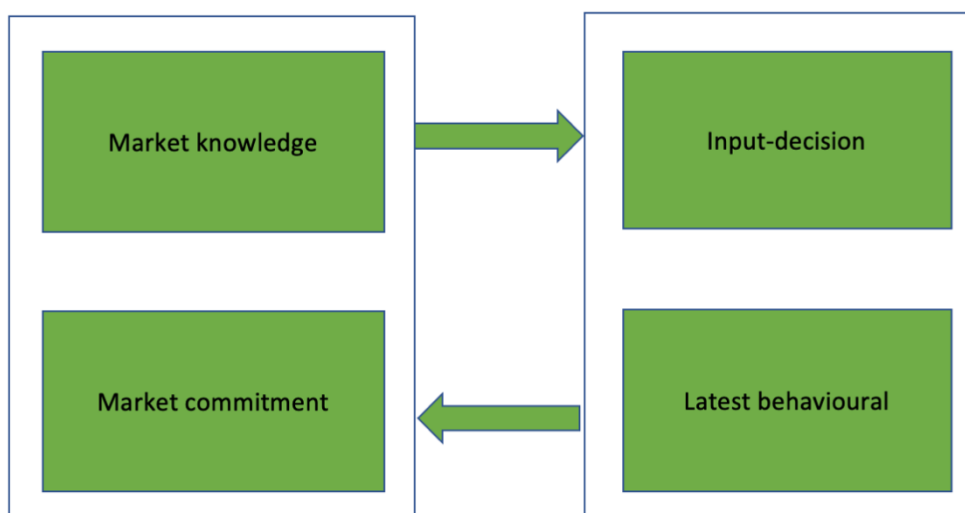 Market knowledge
Input-decision
Market commitment
Latest behavioural